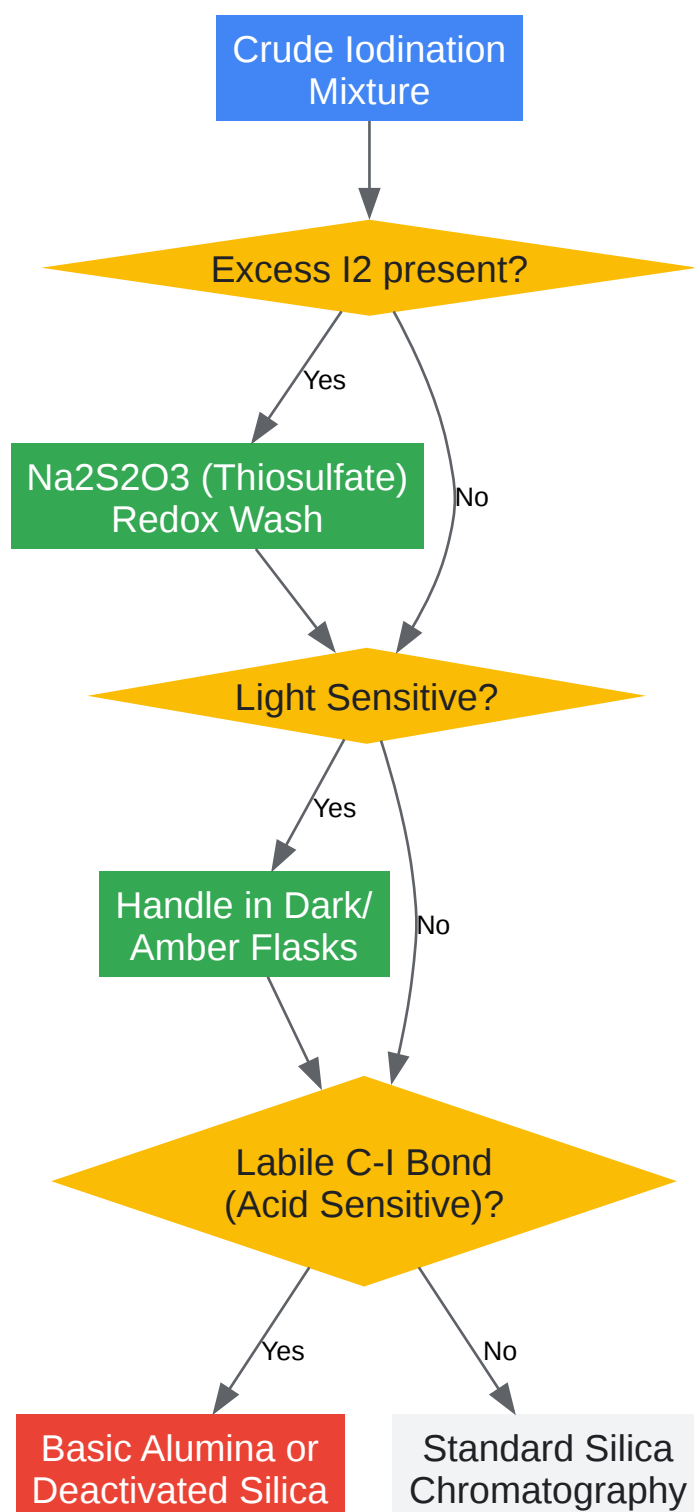 Crude Iodination
Mixture
Excess I2 present?
Yes
No
Na2S2O3 (Thiosulfate)
Redox Wash
Light Sensitive?
Yes
No
Handle in Dark/
Amber Flasks
Labile C-I Bond
(Acid Sensitive)?
Yes
No
Basic Alumina or
Deactivated Silica
Standard Silica
Chromatography